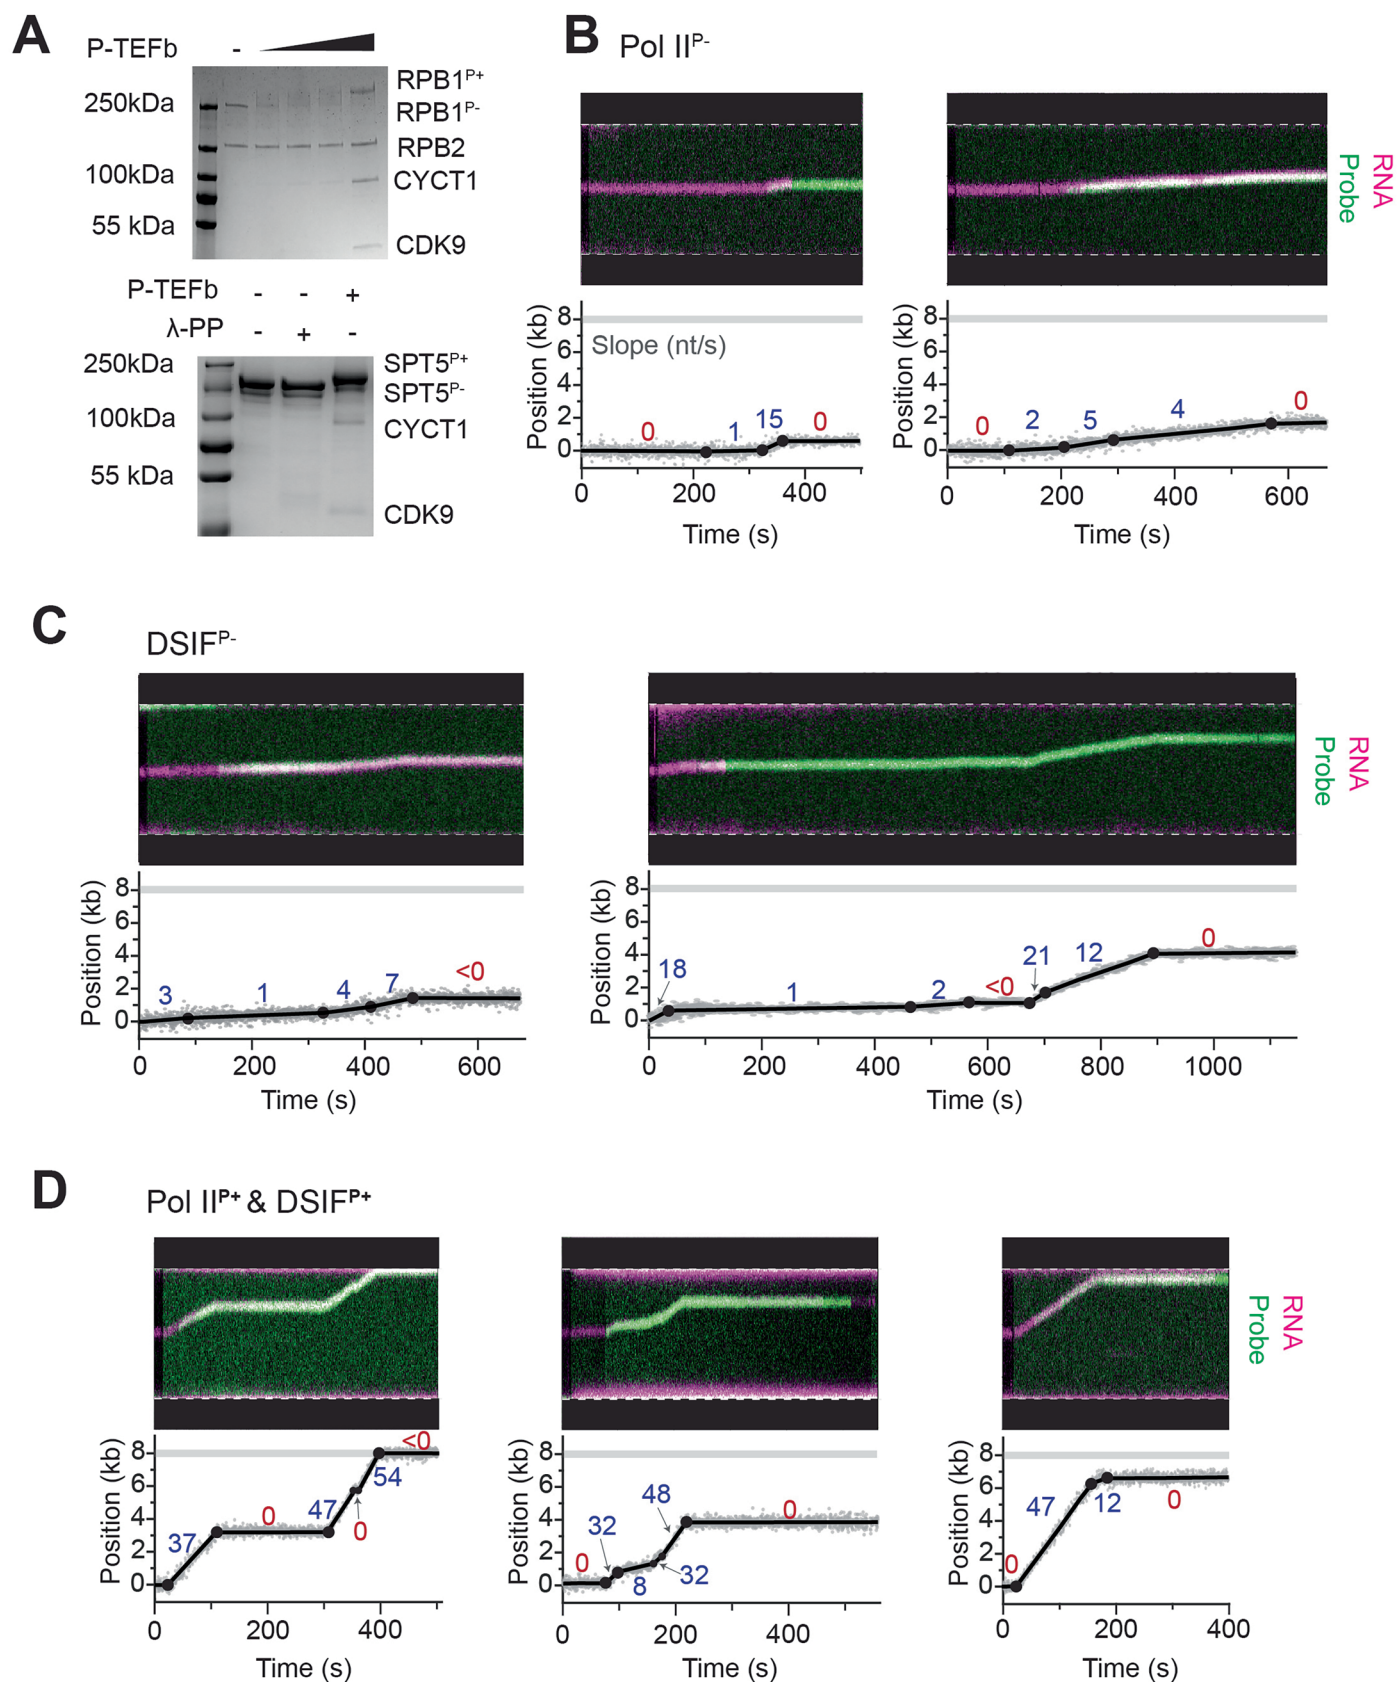 A
P-TEFb
-
250kDa
100kDa
55 kDa
RPB1P+
RPB1P-
RPB2
CYCT1
CDK9
P-TEFb - - +
λ-PP - + -
250kDa
100kDa
55 kDa
SPT5P+
SPT5P-
CYCT1
CDK9
B
Pol IIP-
RNA
Probe
Position (kb)
8
6
4
2
0
Slope (nt/s)
0 1 15 0
0 200 400
Time (s)
Position (kb)
8
6
4
2
0
0 2 5 4 0
0 200 400 600
Time (s)
C
DSIFP-
RNA
Probe
Position (kb)
8
6
4
2
0
3 1 4 7 <0
0 200 400 600
Time (s)
Position (kb)
8
6
4
2
0
18 1 2 <0 21 12 0
0 200 400 600 800 1000
Time (s)
D
Pol IIP+ & DSIFP+
RNA
Probe
Position (kb)
8
6
4
2
0
37 0 47 0 54 <0
0 200 400
Time (s)
Position (kb)
8
6
4
2
0
0 32 8 48 32 0
0 200 400
Time (s)
Position (kb)
8
6
4
2
0
0 47 12 0
0 200 400
Time (s)